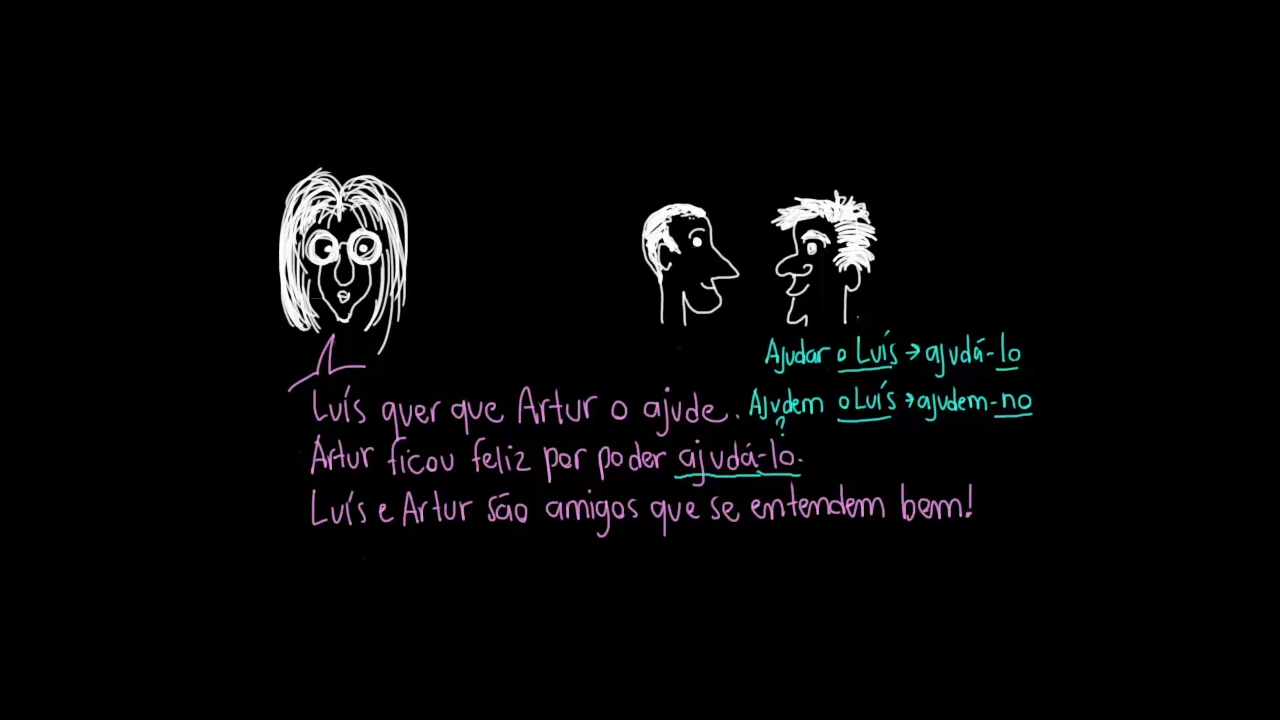 Ajudar o Luís → ajudá-lo
Ajudem o Luís → ajudem-no
?
Luís quer que Artur o ajude.
Artur ficou feliz por poder ajudá-lo.
Luís e Artur são amigos que se entendem bem!